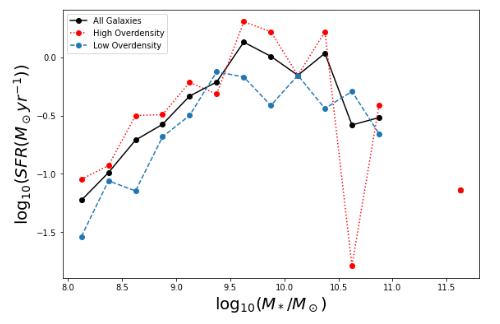 All Galaxies
High Overdensity
Low Overdensity
log₁₀(SFR(M⊙yr⁻¹))
0.0
−0.5
−1.0
−1.5
8.0 8.5 9.0 9.5 10.0 10.5 11.0 11.5
log₁₀(M*/M⊙)